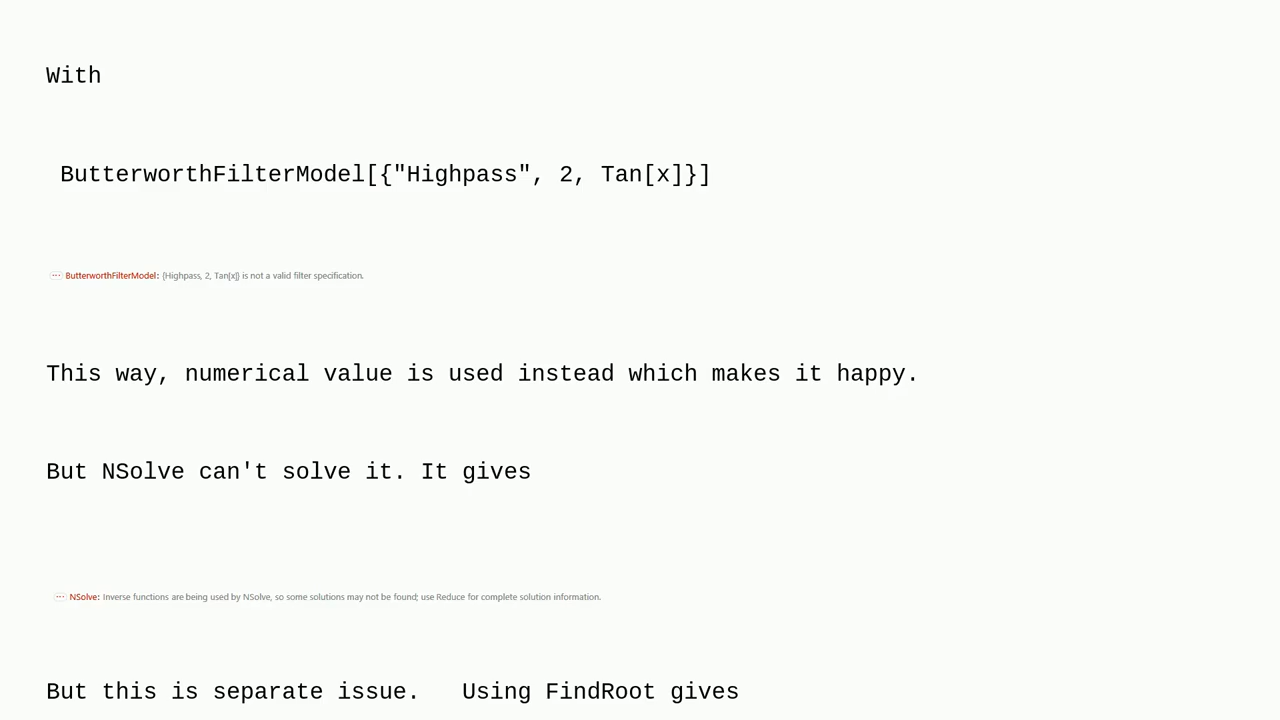 With
ButterworthFilterModel[{"Highpass", 2, Tan[x]}]
ButterworthFilterModel: {Highpass, 2, Tan[x]} is not a valid filter specification.
This way, numerical value is used instead which makes it happy.
But NSolve can't solve it. It gives
NSolve: Inverse functions are being used by NSolve, so some solutions may not be found; use Reduce for complete solution information.
But this is separate issue.   Using FindRoot gives